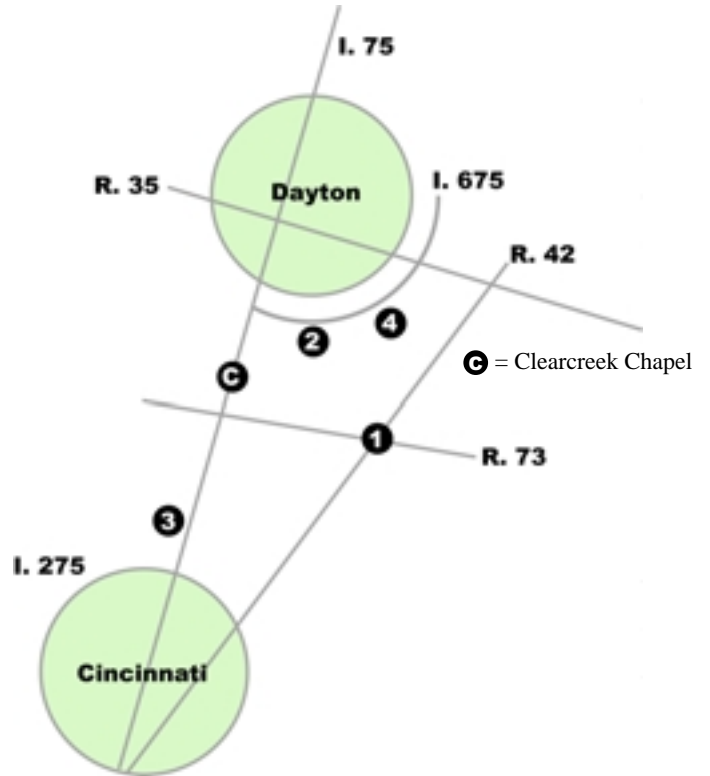 I. 75
R. 35
Dayton
I. 675
R. 42
2
4
C
C = Clearcreek Chapel
1
R. 73
3
I. 275
Cincinnati